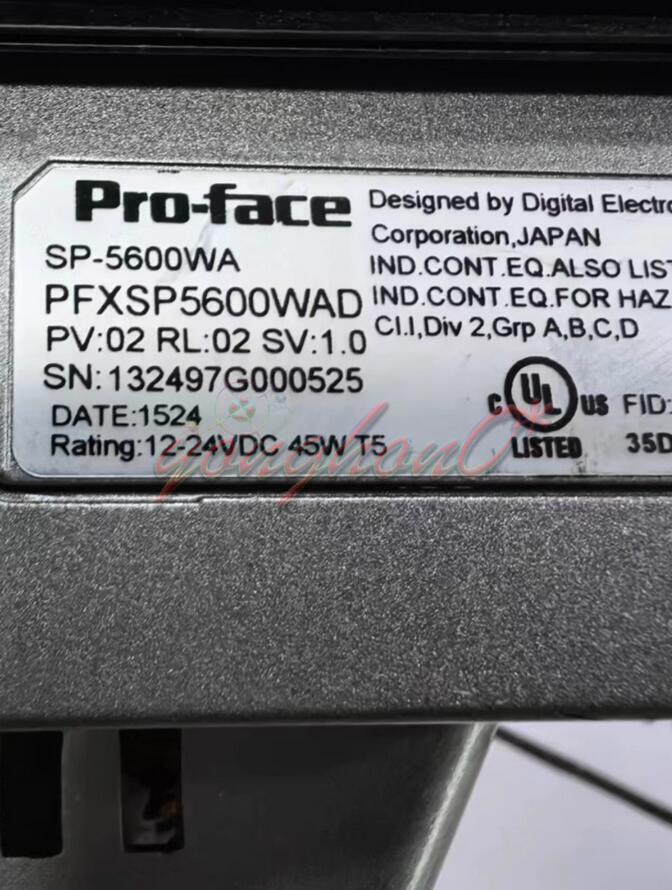 Pro-face
SP-5600WA
PFXSP5600WAD
PV:02 RL:02 SV:1.0
SN:132497G000525
DATE:1524
Rating:12-24VDC 45W T5
Designed by Digital Electro
Corporation,JAPAN
IND.CONT.EQ.ALSO LIST
IND.CONT.EQ.FOR HAZ
Cl.I,Div 2,Grp A,B,C,D
C UL US FID:
LISTED 35D
yonghong